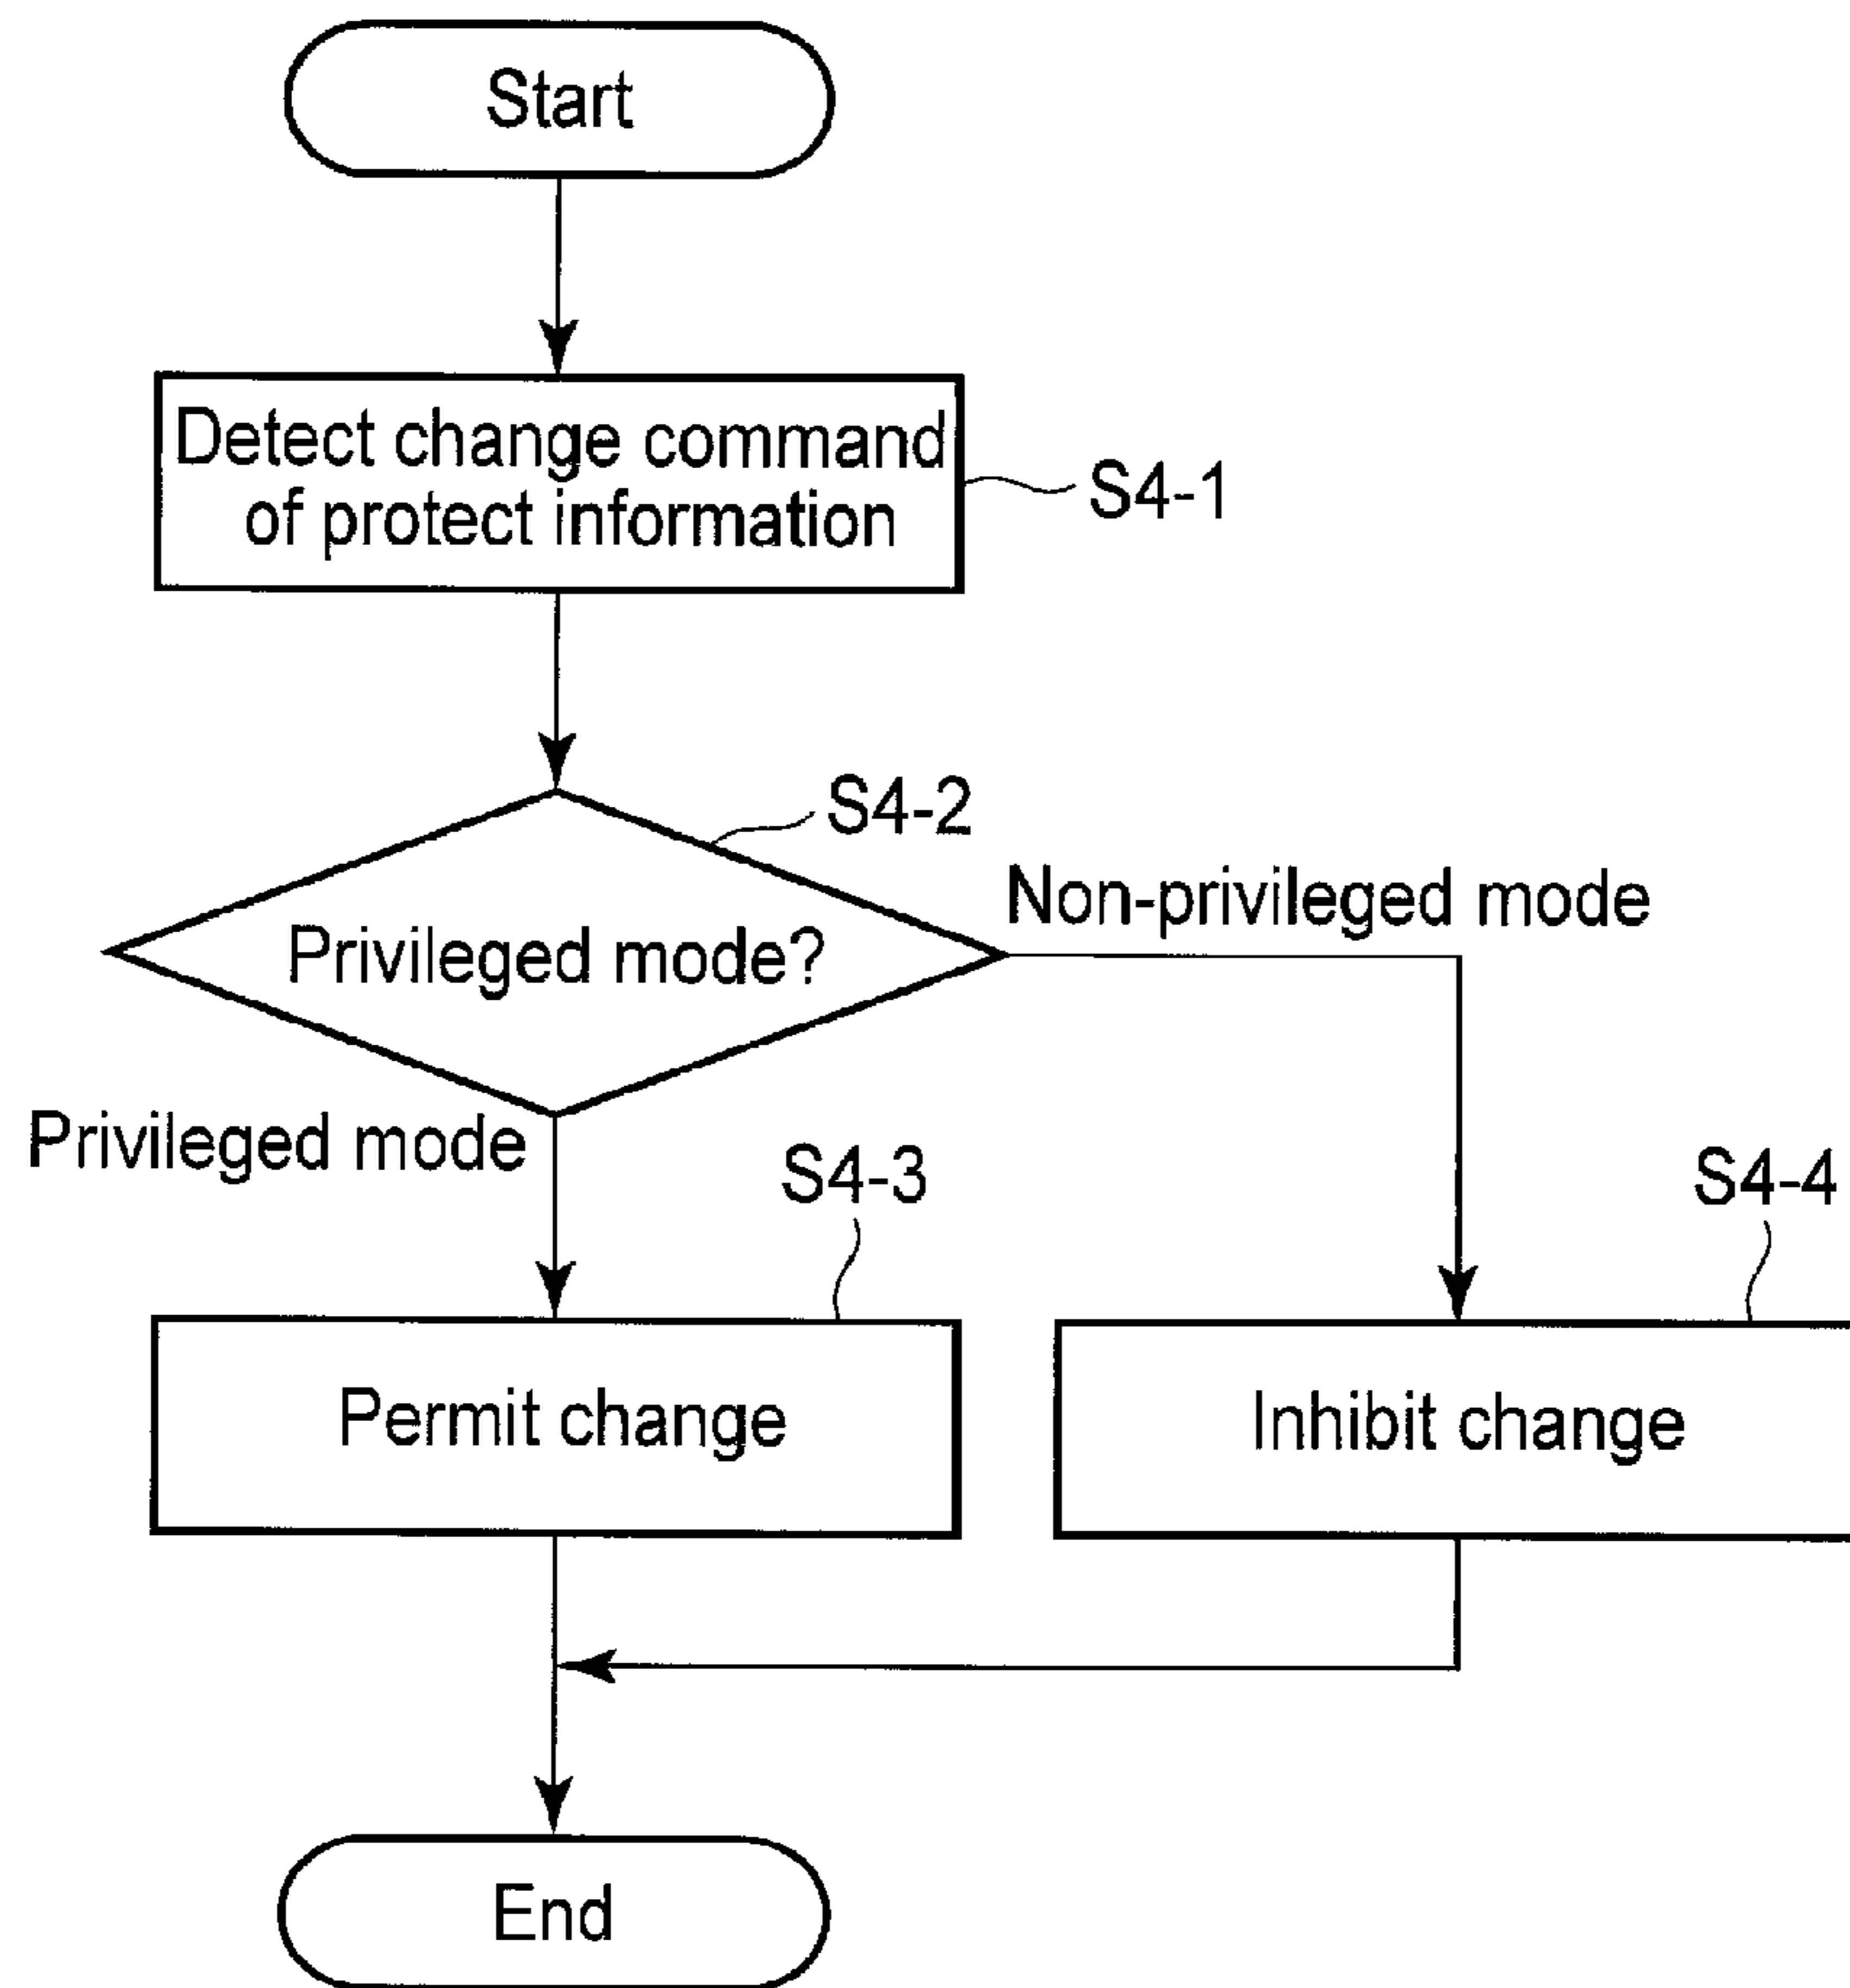 Start
Detect change command
of protect information
S4-1
S4-2
Privileged mode?
Non-privileged mode
Privileged mode
S4-3
S4-4
Permit change
Inhibit change
End